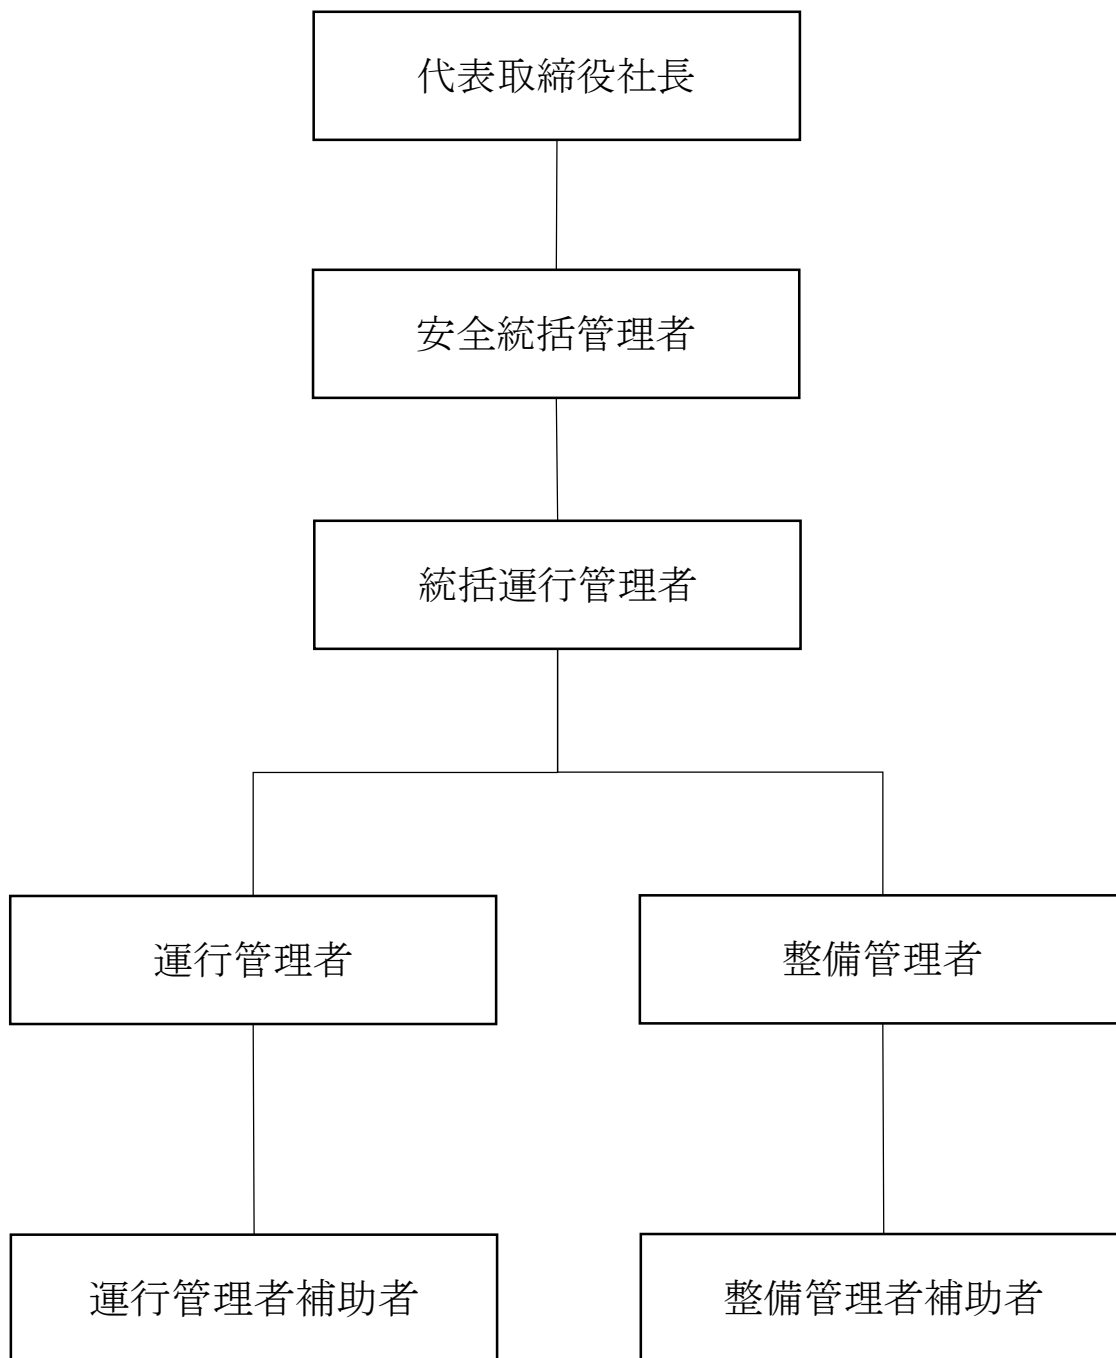 代表取締役社長
安全統括管理者
統括運行管理者
運行管理者
整備管理者
運行管理者補助者
整備管理者補助者